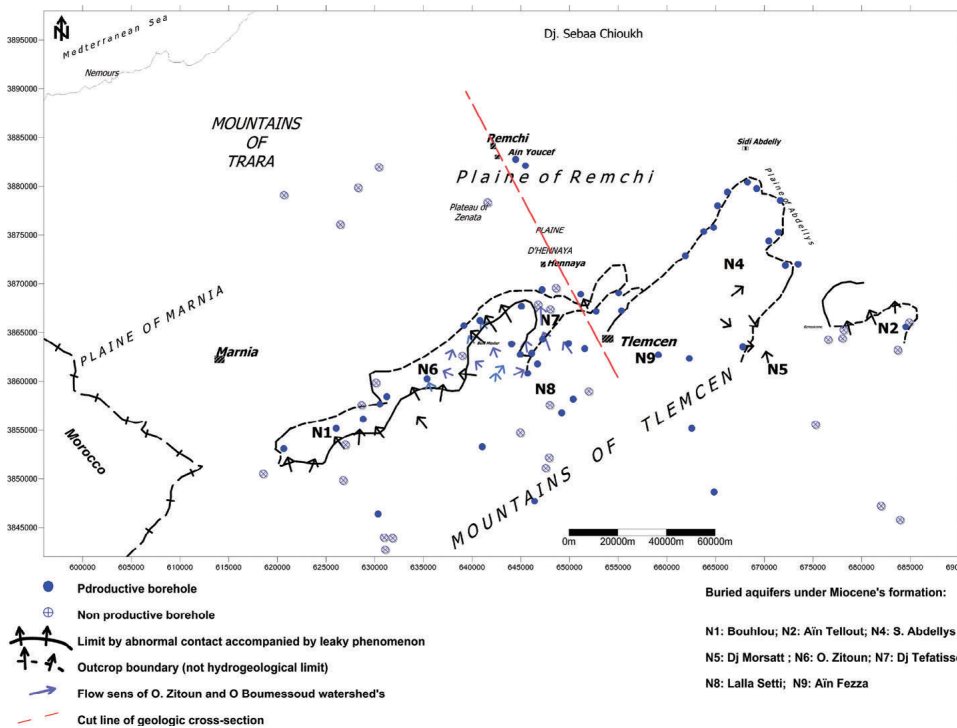 N
Mediterranean Sea
Nemours
Dj. Sebaa Chioukh
MOUNTAINS
OF
TRARA
Remchi
Aïn Youcef
Plaine of Remchi
Sidi Abdelly
Plaine of Abdellys
Plateau of
Zenata
PLAINE
D'HENNAYA
Hennaya
PLAINE OF MARNIA
Marnia
Morocco
N4
N7
N2
N6
Tlemcen
N9
N5
N8
N1
MOUNTAINS OF TLEMCEN
3895000
3890000
3885000
3880000
3875000
3870000
3865000
3860000
3855000
3850000
3845000
0000m 20000m 40000m 60000m
600000 605000 610000 615000 620000 625000 630000 635000 640000 645000 650000 655000 660000 665000 670000 675000 680000 685000 690
Pdroductive borehole
Non productive borehole
Limit by abnormal contact accompanied by leaky phenomenon
Outcrop boundary (not hydrogeological limit)
Flow sens of O. Zitoun and O Boumessoud watershed's
Cut line of geologic cross-section
Buried aquifers under Miocene's formation:
N1: Bouhlou; N2: Aïn Tellout; N4: S. Abdellys
N5: Dj Morsatt ; N6: O. Zitoun; N7: Dj Tefatisse
N8: Lalla Setti; N9: Aïn Fezza